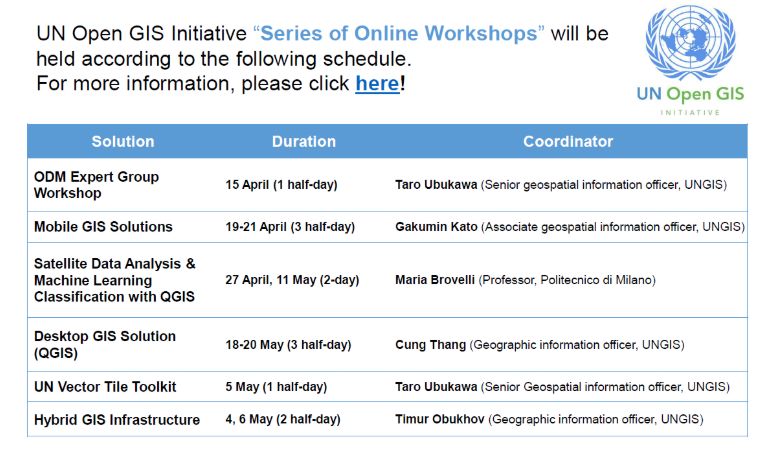 UN Open GIS Initiative “Series of Online Workshops” will be
held according to the following schedule.
For more information, please click here!
UN Open GIS
INITIATIVE
Solution Duration Coordinator
ODM Expert Group
Workshop
15 April (1 half-day)
Taro Ubukawa (Senior geospatial information officer, UNGIS)
Mobile GIS Solutions 19-21 April (3 half-day) Gakumin Kato (Associate geospatial information officer, UNGIS)
Satellite Data Analysis &
Machine Learning
Classification with QGIS
27 April, 11 May (2-day)
Maria Brovelli (Professor, Politecnico di Milano)
Desktop GIS Solution
(QGIS)
18-20 May (3 half-day)
Cung Thang (Geographic information officer, UNGIS)
UN Vector Tile Toolkit 5 May (1 half-day) Taro Ubukawa (Senior Geospatial information officer, UNGIS)
Hybrid GIS Infrastructure 4, 6 May (2 half-day) Timur Obukhov (Geographic information officer, UNGIS)